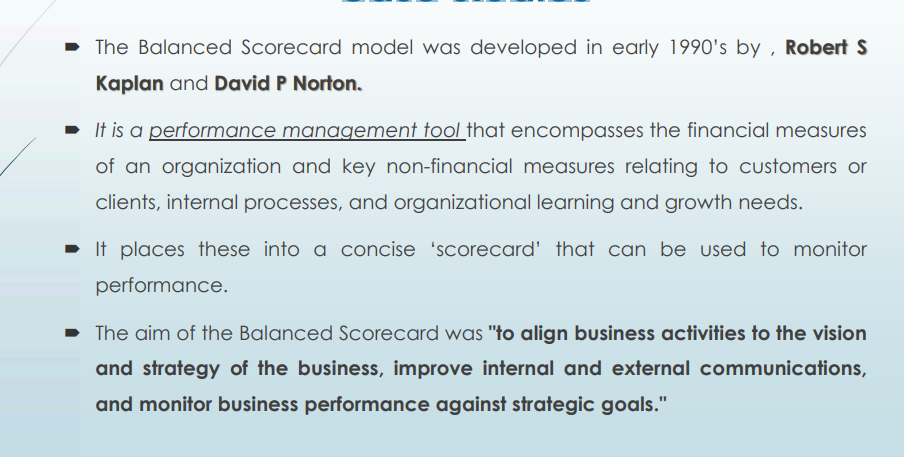 The Balanced Scorecard model was developed in early 1990's by , Robert S
Kaplan and David P Norton.
It is a performance management tool that encompasses the financial measures
of an organization and key non-financial measures relating to customers or
clients, internal processes, and organizational learning and growth needs.
It places these into a concise ‘scorecard’ that can be used to monitor
performance.
The aim of the Balanced Scorecard was "to align business activities to the vision
and strategy of the business, improve internal and external communications,
and monitor business performance against strategic goals."